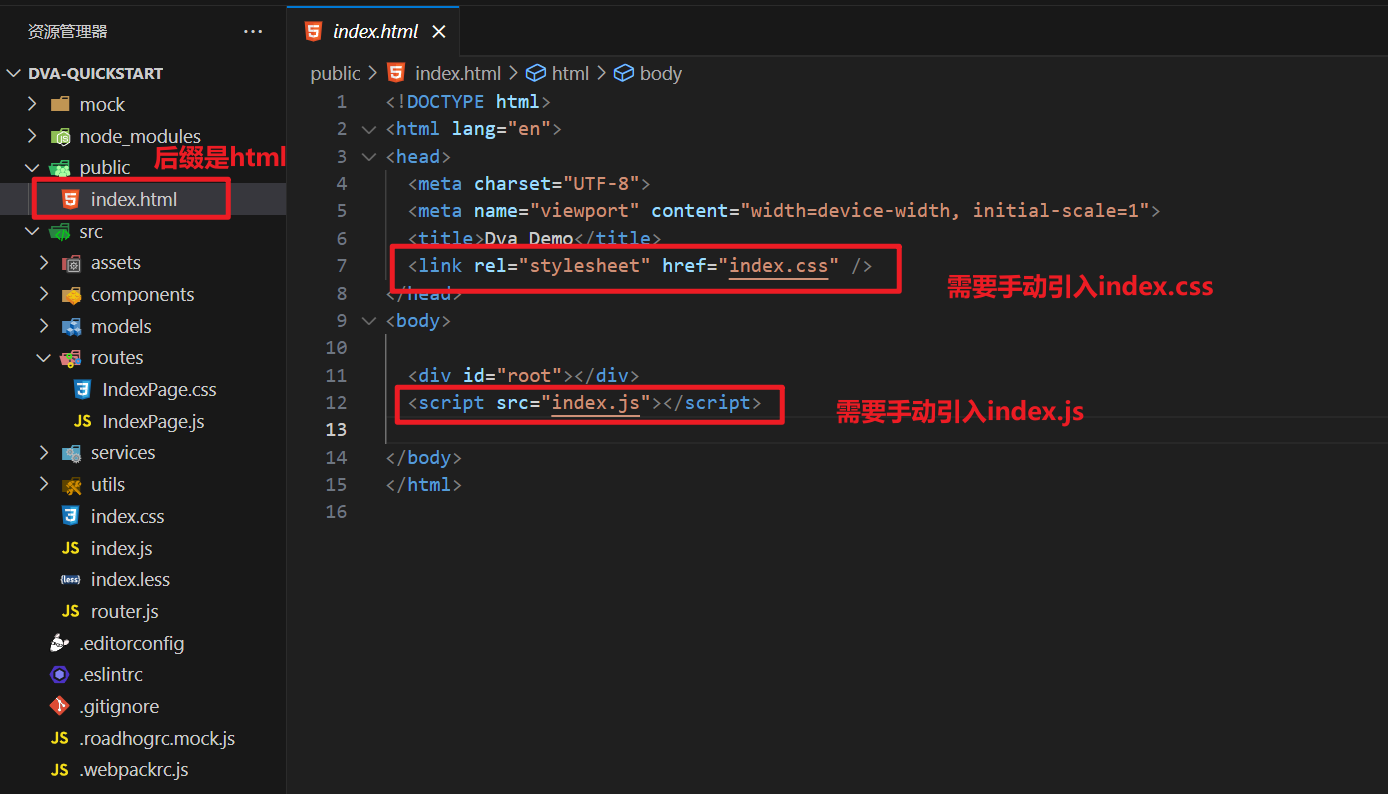 资源管理器
···
index.html
DVA-QUICKSTART
public > index.html > html > body
mock
node_modules
后缀是html
public
index.html
src
assets
components
models
routes
IndexPage.css
IndexPage.js
services
utils
index.css
index.js
index.less
router.js
.editorconfig
.eslintrc
.gitignore
.roadhogrc.mock.js
.webpackrc.js
1 <!DOCTYPE html>
2 <html lang="en">
3 <head>
4 <meta charset="UTF-8">
5 <meta name="viewport" content="width=device-width, initial-scale=1">
6 <title>Dva Demo</title>
7 <link rel="stylesheet" href="index.css" />
需要手动引入index.css
8 </head>
9 <body>
10
11 <div id="root"></div>
12 <script src="index.js"></script>
需要手动引入index.js
13
14 </body>
15 </html>
16